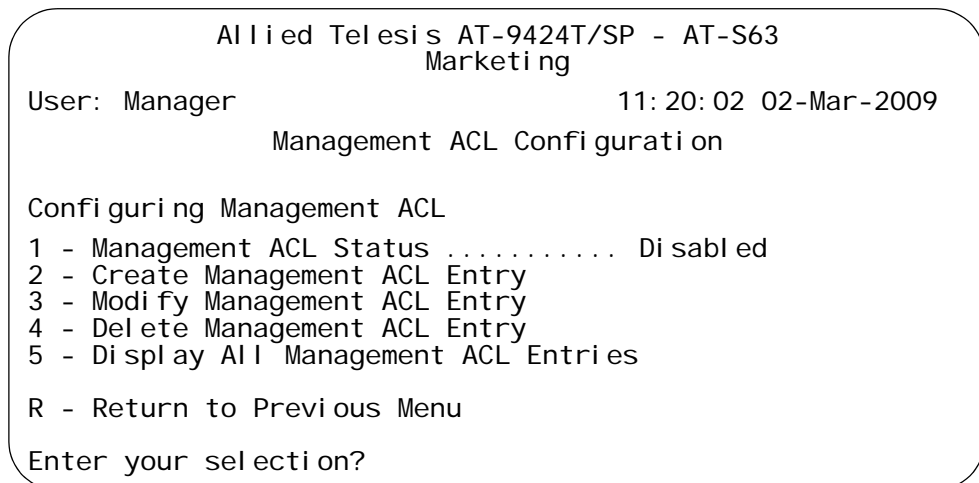 Allied Telesis AT-9424T/SP - AT-S63
Marketing
User: Manager 11:20:02 02-Mar-2009
Management ACL Configuration
Configuring Management ACL
1 - Management ACL Status ........... Disabled
2 - Create Management ACL Entry
3 - Modify Management ACL Entry
4 - Delete Management ACL Entry
5 - Display All Management ACL Entries
R - Return to Previous Menu
Enter your selection?